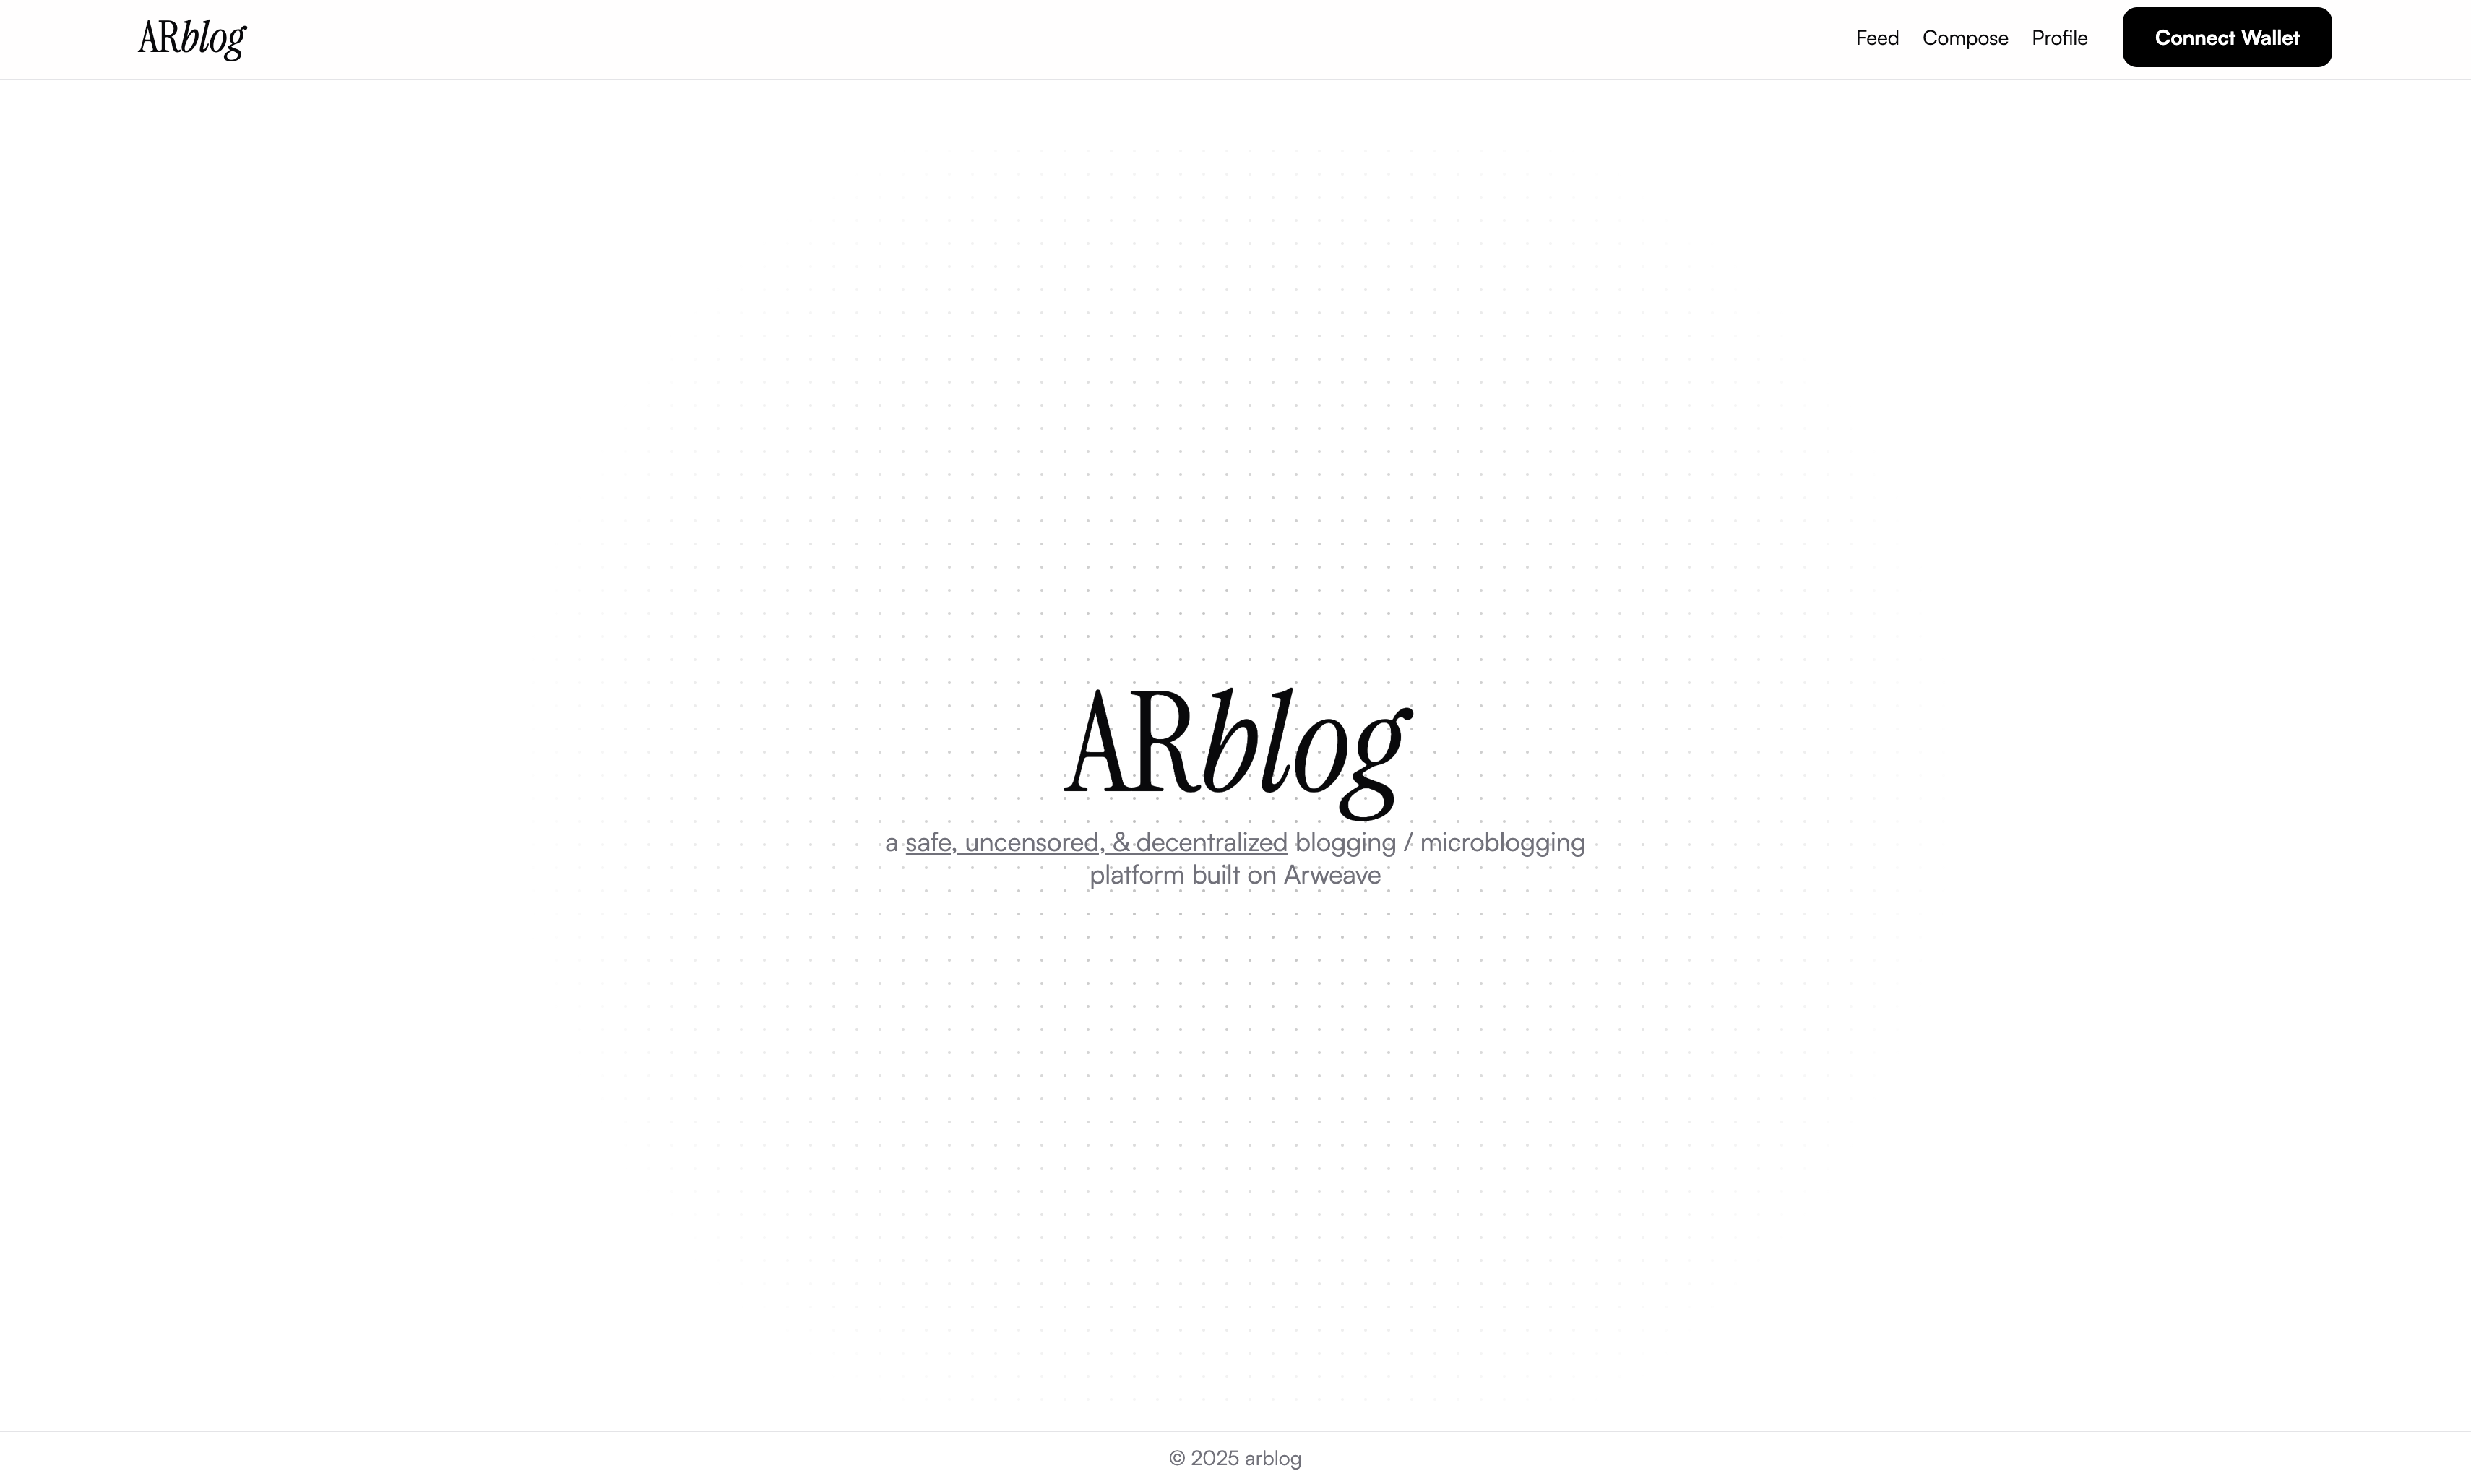 ARblog
Feed Compose Profile Connect Wallet
ARblog
a safe, uncensored, & decentralized blogging / microblogging
platform built on Arweave
© 2025 arblog